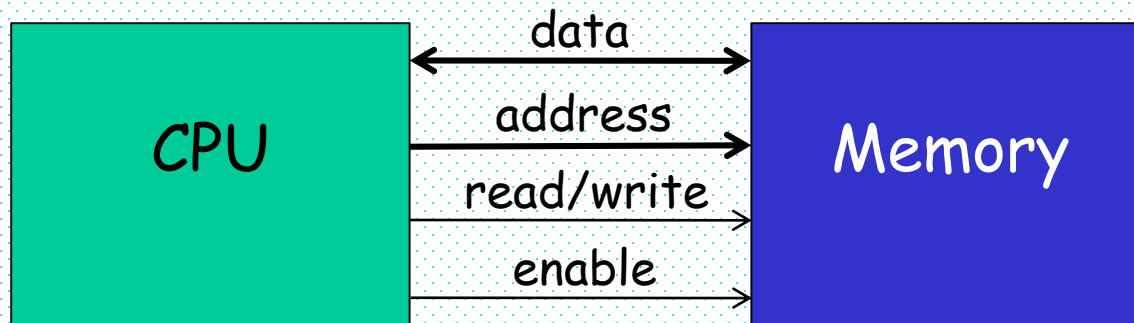 data
CPU
address
Memory
read/write
enable